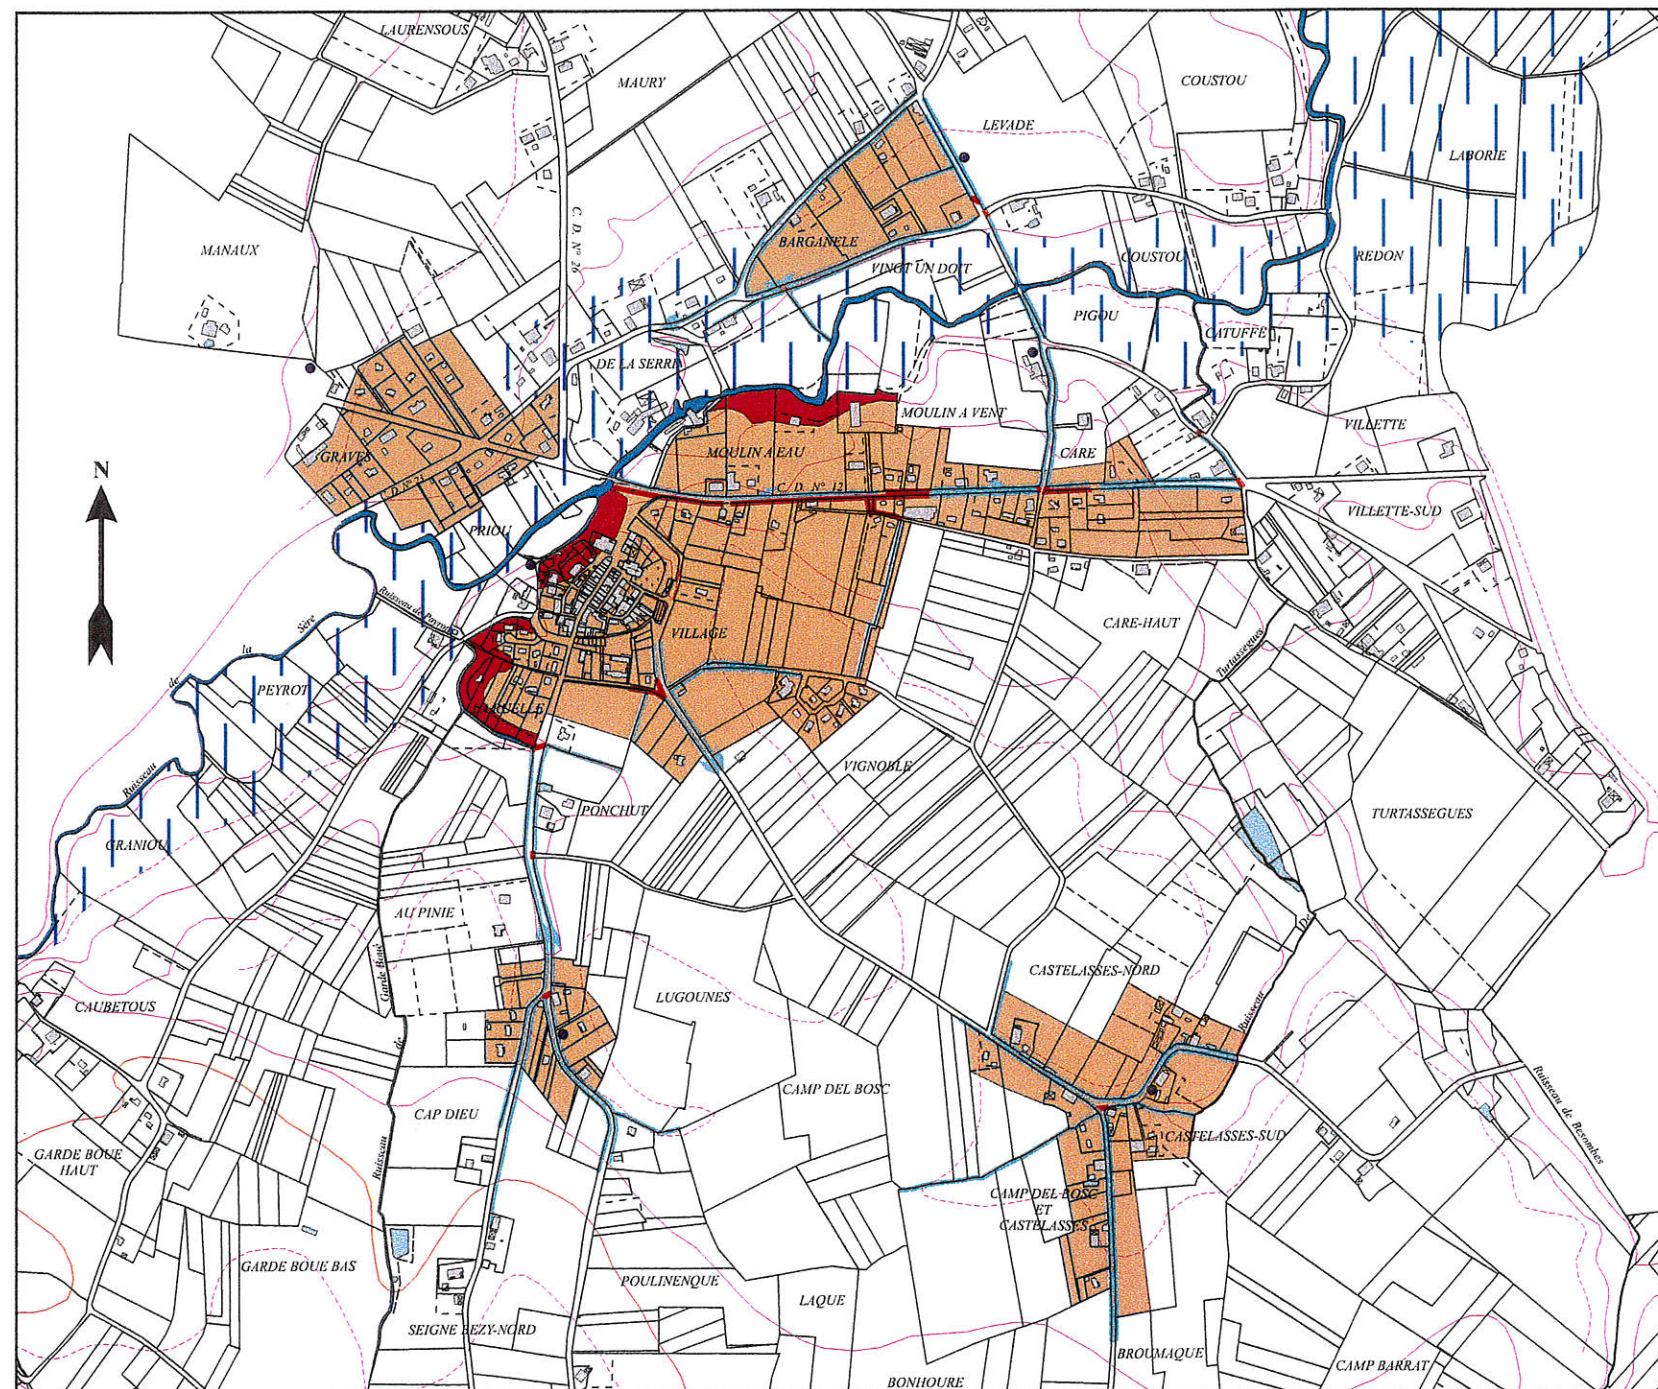 LAURENSOUS
MAURY
COUSTOU
LEVADE
LABORIE
MANAUX
C. D. N° 26
BARGANELE
VINGT UN DOIT
COUSTOU
REDON
PIGOU
CATUFFE
DE LA SERRE
MOULIN A VENT
VILLETTE
GRAVES
MOULIN A EAU
CARE
N
C. D. N° 12
VILLETTE-SUD
PRIOU
Ruisseau de Peyrot
CARE-HAUT
VILLAGE
Turtassegues
Ruisseau
de
la
Sère
PEYROT
VIGNOBLE
PONCHUT
TURTASSEGUES
GRANIOU
AU PINIE
Garde Boue
CASTELASSES-NORD
LUGOUNES
CAUBETOUS
de
Ruisseau
De
CAMP DEL BOSC
CAP DIEU
Ruisseau de Besombes
CASTELASSES-SUD
GARDE BOUE
HAUT
Ruisseau
CAMP DEL BOSC
ET
CASTELASSES
GARDE BOUE BAS
POULINENQUE
LAQUE
SEIGNE BEZY-NORD
BROUMAQUE
CAMP BARRAT
BONHOURE